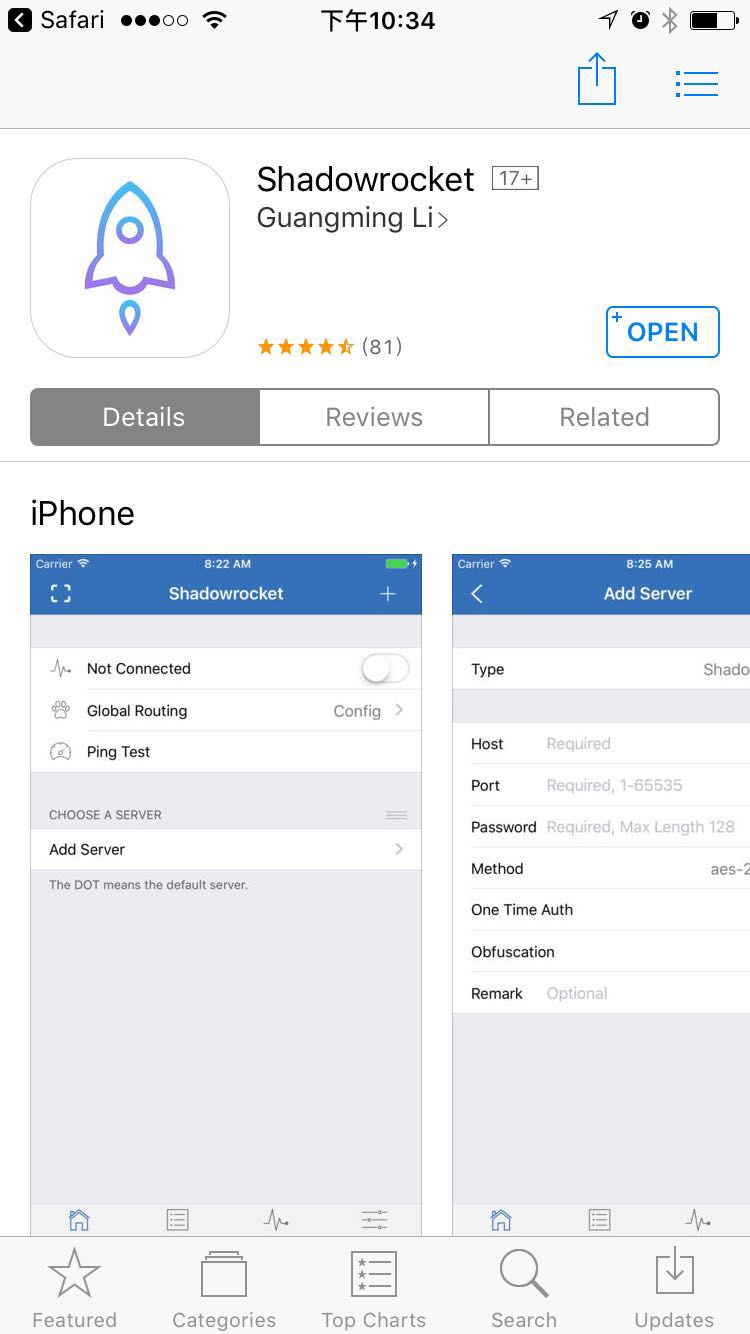 Safari 下午10:34
Shadowrocket 17+
Guangming Li
(81)
+ OPEN
Details Reviews Related
iPhone
Carrier 8:22 AM
Shadowrocket +
Not Connected
Global Routing Config
Ping Test
CHOOSE A SERVER
Add Server
The DOT means the default server.
Carrier 8:25 AM
Add Server
Type Shado
Host Required
Port Required, 1-65535
Password Required, Max Length 128
Method aes-2
One Time Auth
Obfuscation
Remark Optional
Featured Categories Top Charts Search Updates